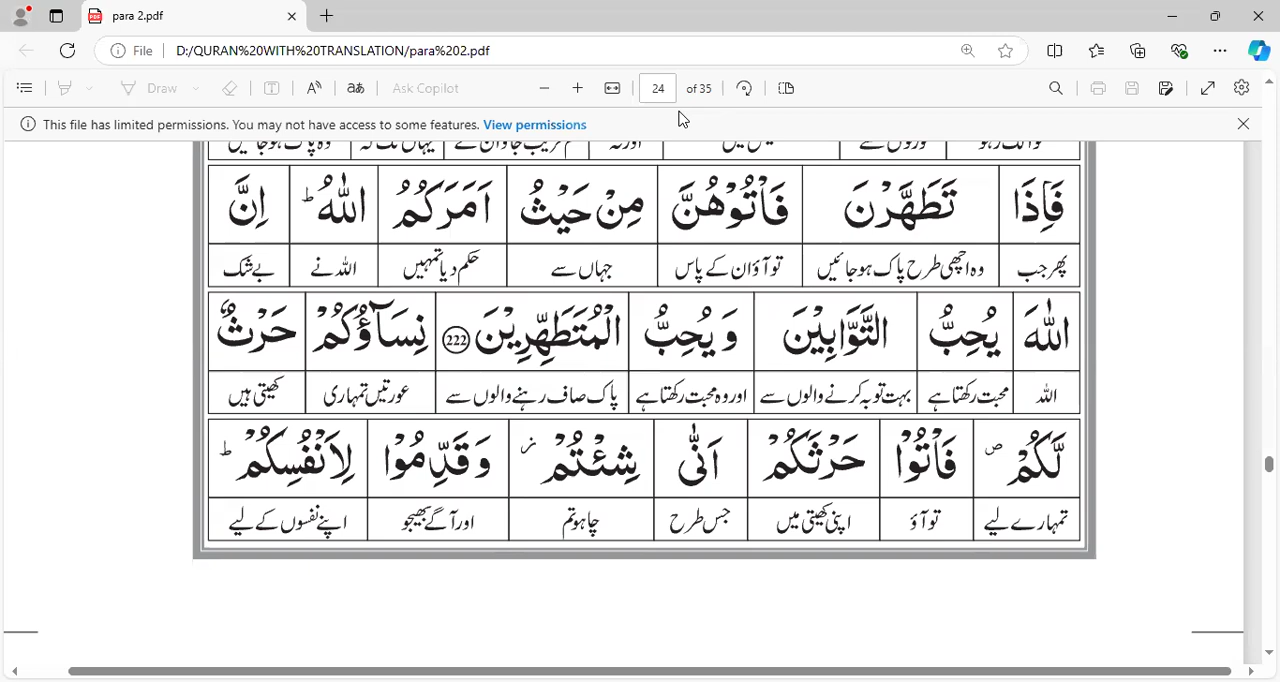 para 2.pdf
File D:/QURAN%20WITH%20TRANSLATION/para%202.pdf
Draw Ask Copilot 24 of 35
This file has limited permissions. You may not have access to some features. View permissions
فَاِذَا تَطَهَّرْنَ فَاْتُوْهُنَّ مِنْ حَيْثُ اَمَرَكُمُ اللّٰهُ ؕ اِنَّ
پھر جب وہ اچھی طرح پاک ہو جائیں تو آؤ ان کے پاس جہاں سے حکم دیا تمہیں اللہ نے بے شک
اللّٰهَ يُحِبُّ التَّوَّابِيْنَ وَ يُحِبُّ الْمُتَطَهِّرِيْنَ 222 نِسَآؤُكُمْ حَرْثٌ
اللہ محبت رکھتا ہے بہت توبہ کرنے والوں سے اور وہ محبت رکھتا ہے پاک صاف رہنے والوں سے عورتیں تمہاری کھیتی ہیں
لَّكُمْ ۪ فَاْتُوْا حَرْثَكُمْ اَنّٰى شِئْتُمْ ؗ وَ قَدِّمُوْا لِاَنْفُسِكُمْ ؕ
تمہارے لیے تو آؤ اپنی کھیتی میں جس طرح چاہو تم اور آگے بھیجو اپنے نفسوں کے لیے